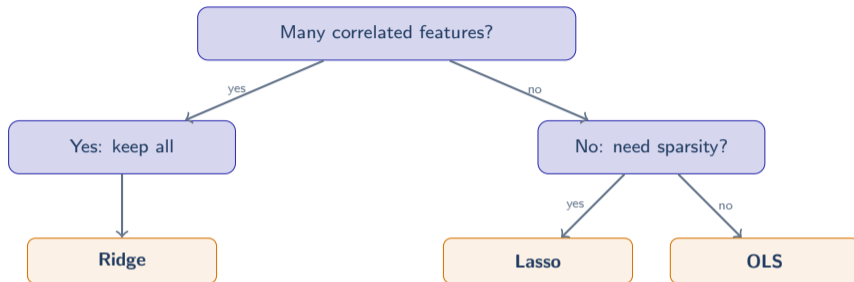 Many correlated features?
yes
no
Yes: keep all
No: need sparsity?
yes
no
Ridge
Lasso
OLS